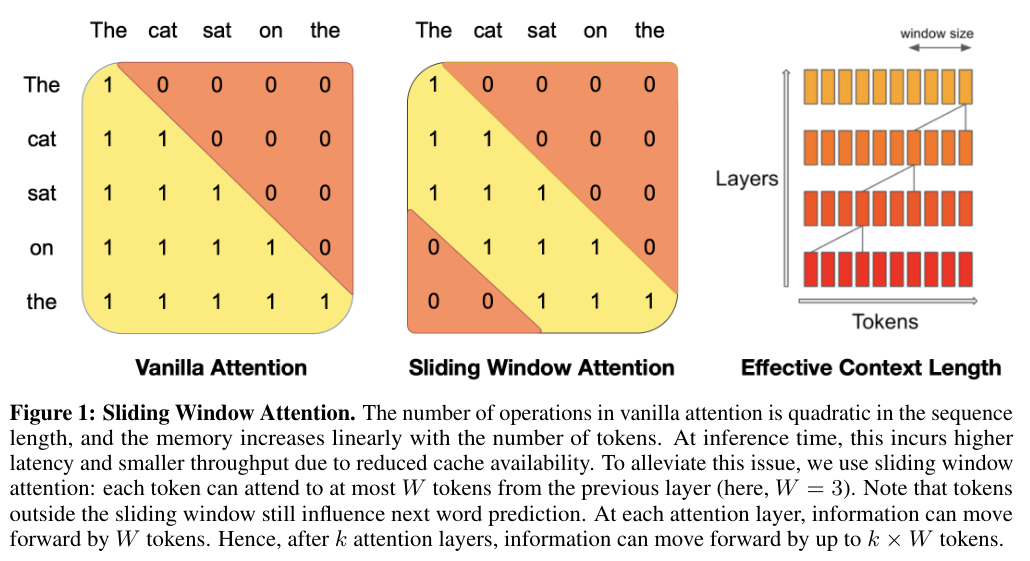 The cat sat on the
The 1 0 0 0 0
cat 1 1 0 0 0
sat 1 1 1 0 0
on 1 1 1 1 0
the 1 1 1 1 1
Vanilla Attention
The cat sat on the
1 0 0 0 0
1 1 0 0 0
1 1 1 0 0
0 1 1 1 0
0 0 1 1 1
Sliding Window Attention
window size
Layers
Tokens
Effective Context Length
Figure 1: Sliding Window Attention. The number of operations in vanilla attention is quadratic in the sequence
length, and the memory increases linearly with the number of tokens. At inference time, this incurs higher
latency and smaller throughput due to reduced cache availability. To alleviate this issue, we use sliding window
attention: each token can attend to at most W tokens from the previous layer (here, W = 3). Note that tokens
outside the sliding window still influence next word prediction. At each attention layer, information can move
forward by W tokens. Hence, after k attention layers, information can move forward by up to k × W tokens.